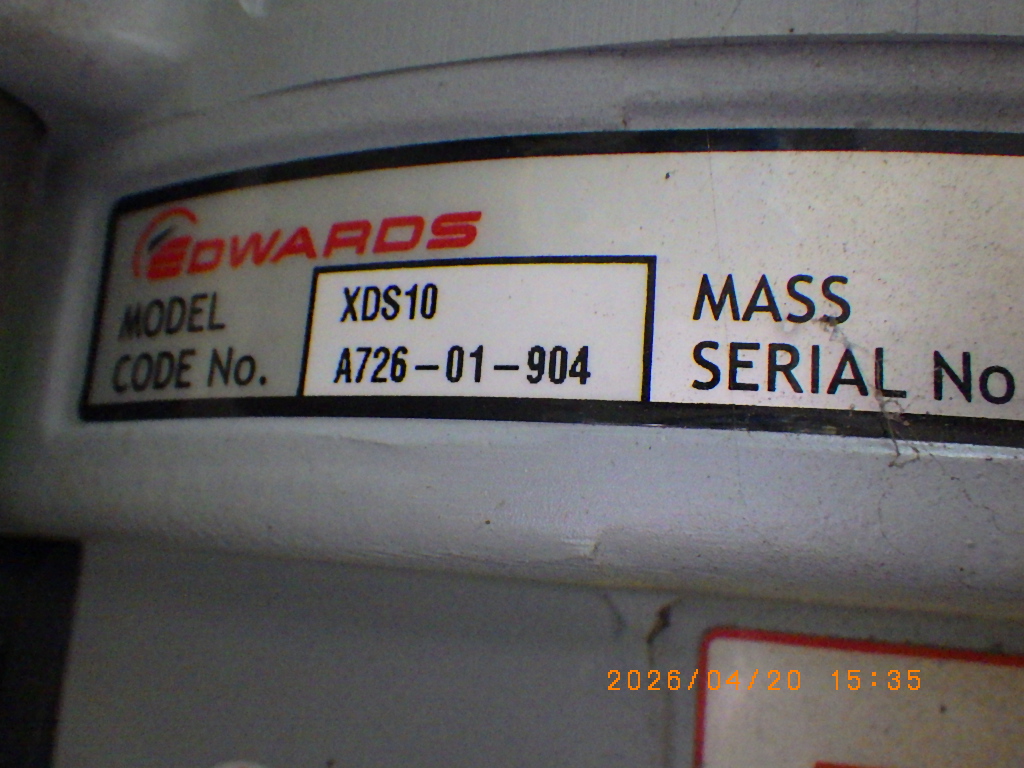 EDWARDS
MODEL XDS10
CODE No. A726-01-904
MASS
SERIAL No
2026/04/20 15:35